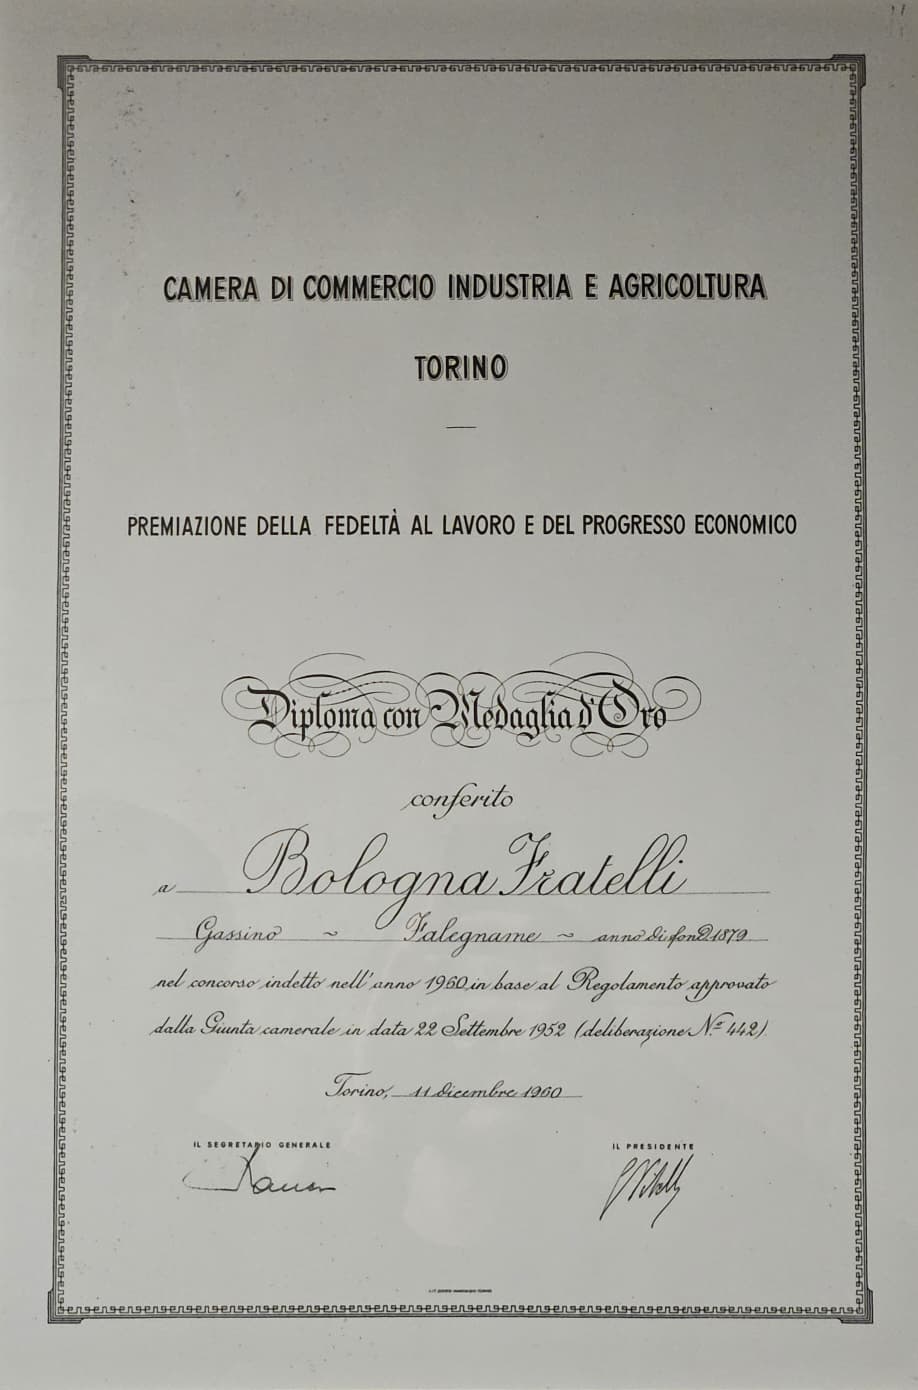 CAMERA DI COMMERCIO INDUSTRIA E AGRICOLTURA
TORINO
PREMIAZIONE DELLA FEDELTÀ AL LAVORO E DEL PROGRESSO ECONOMICO
Diploma con Medaglia d'Oro
conferito
a Bologna Fratelli
Gassino ~ Falegname ~ anno di fond. 1879
nel concorso indetto nell'anno 1960 in base al Regolamento approvato
dalla Giunta camerale in data 22 Settembre 1952 (deliberazione N.º 442).
Torino, 11 dicembre 1960
IL SEGRETARIO GENERALE
IL PRESIDENTE